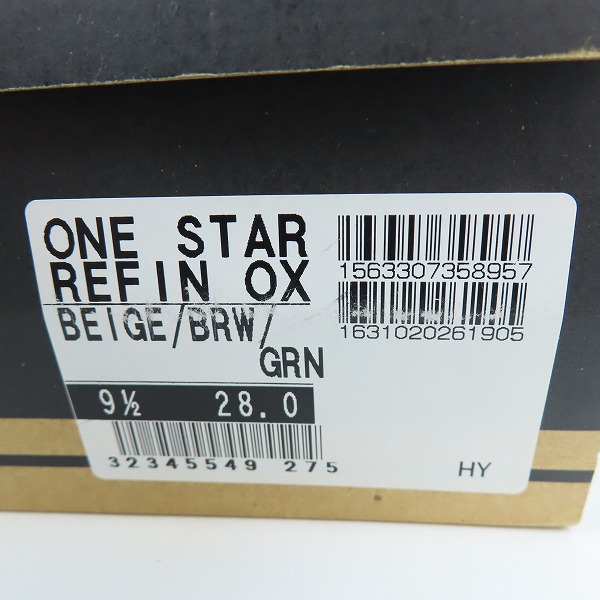 ONE STAR
REFIN OX
BEIGE/BRW/
GRN
9½ 28.0
32345549 275
1563307358957
1631020261905
HY